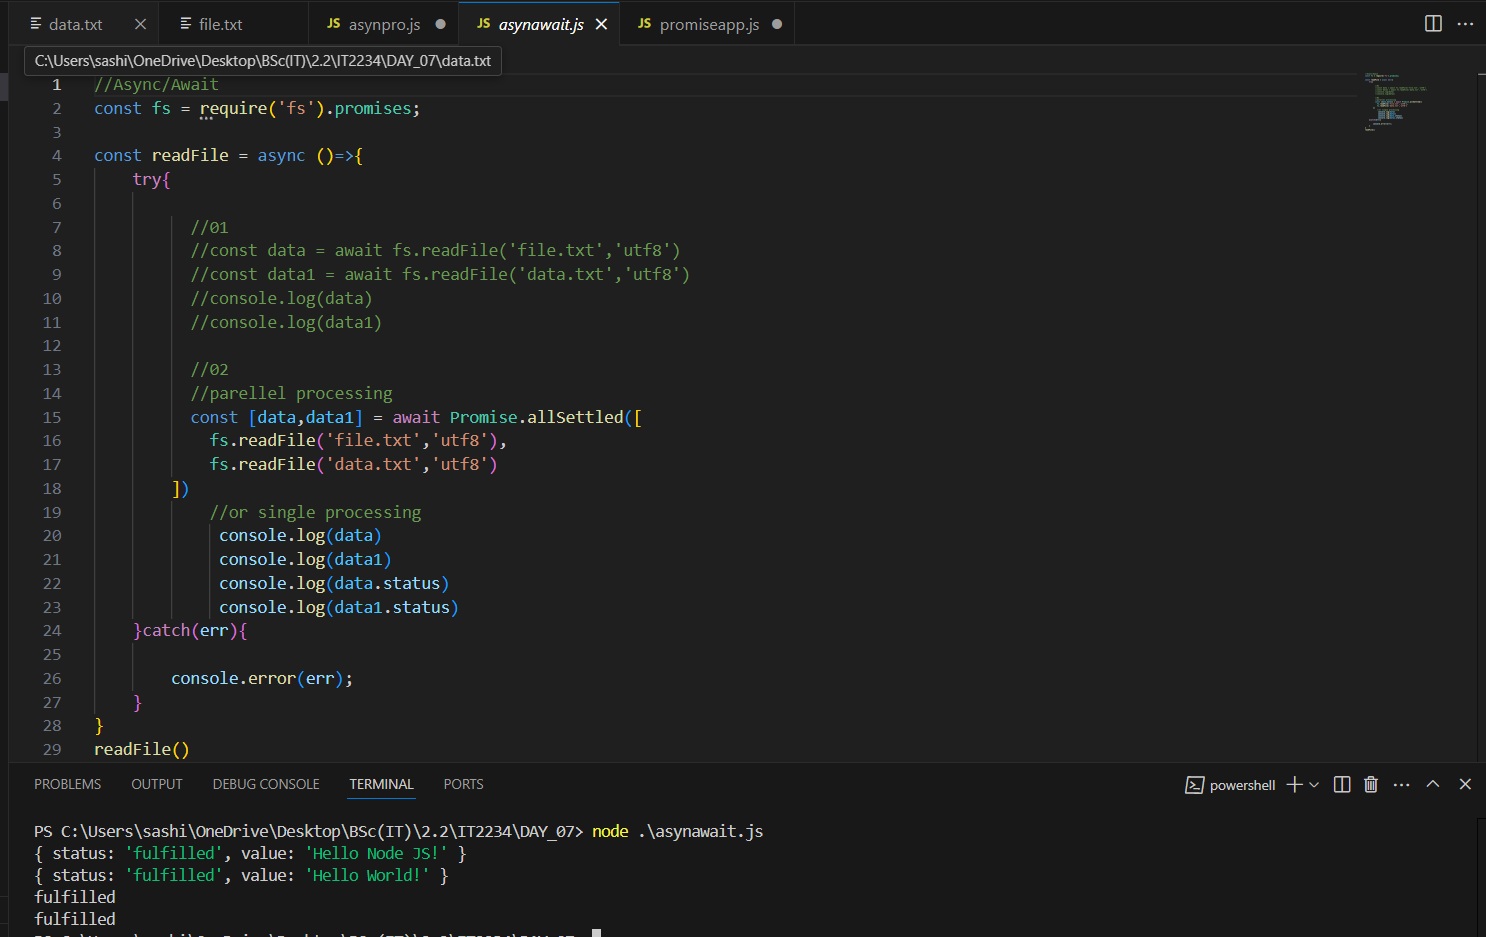 data.txt
file.txt
JS asynpro.js
JS asynawait.js
JS promiseapp.js
C:\Users\sashi\OneDrive\Desktop\BSc(IT)\2.2\IT2234\DAY_07\data.txt
1 //Async/Await
2 const fs = require('fs').promises;
3
4 const readFile = async ()=>{
5 try{
6
7 //01
8 //const data = await fs.readFile('file.txt','utf8')
9 //const data1 = await fs.readFile('data.txt','utf8')
10 //console.log(data)
11 //console.log(data1)
12
13 //02
14 //parellel processing
15 const [data,data1] = await Promise.allSettled([
16 fs.readFile('file.txt','utf8'),
17 fs.readFile('data.txt','utf8')
18 ])
19 //or single processing
20 console.log(data)
21 console.log(data1)
22 console.log(data.status)
23 console.log(data1.status)
24 }catch(err){
25
26 console.error(err);
27 }
28 }
29 readFile()
PROBLEMS OUTPUT DEBUG CONSOLE TERMINAL PORTS
powershell
PS C:\Users\sashi\OneDrive\Desktop\BSc(IT)\2.2\IT2234\DAY_07> node .\asynawait.js
{ status: 'fulfilled', value: 'Hello Node JS!' }
{ status: 'fulfilled', value: 'Hello World!' }
fulfilled
fulfilled